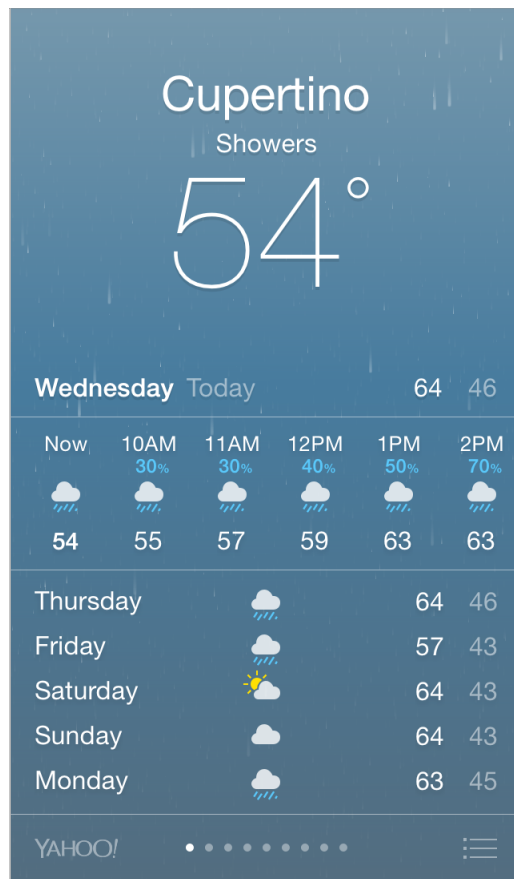 Cupertino
Showers
54°
Wednesday Today 64 46
Now 10AM 11AM 12PM 1PM 2PM
30% 30% 40% 50% 70%
54 55 57 59 63 63
Thursday 64 46
Friday 57 43
Saturday 64 43
Sunday 64 43
Monday 63 45
YAHOO!